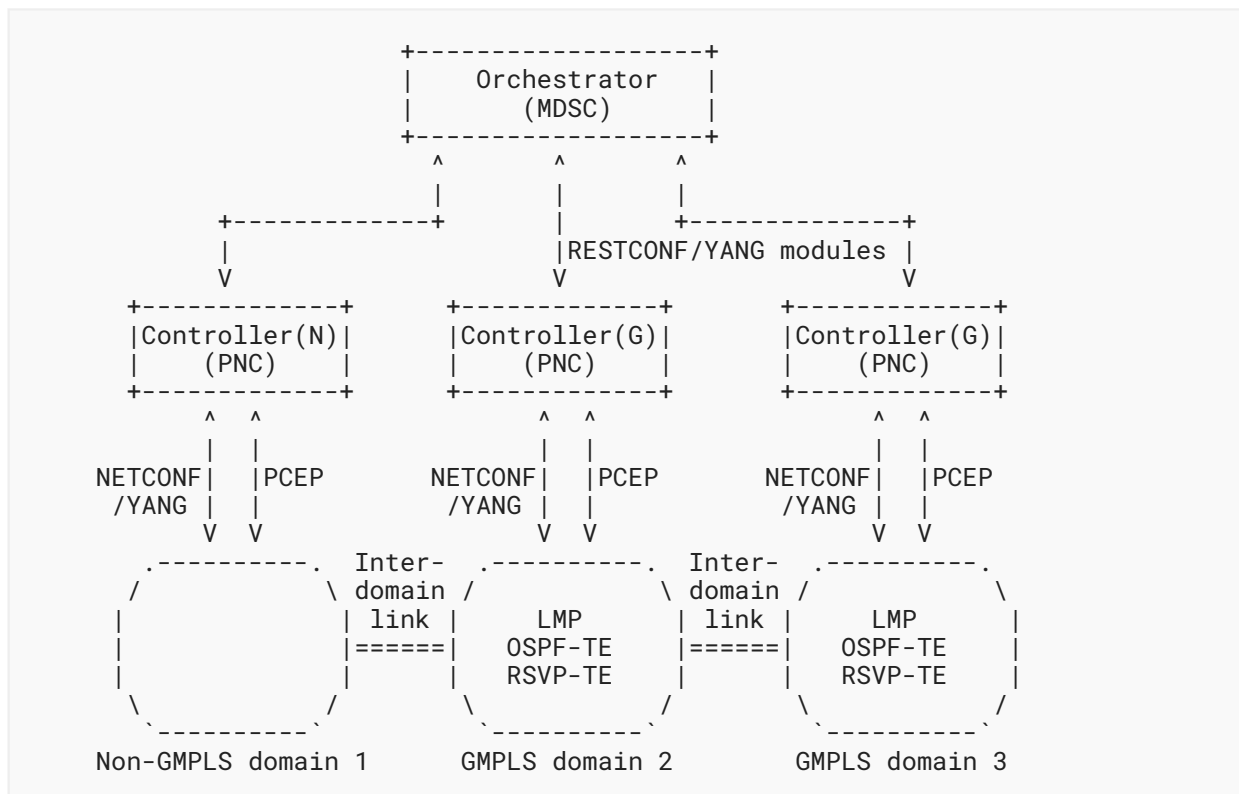 Orchestrator
(MDSC)
RESTCONF/YANG modules
Controller(N) Controller(G) Controller(G)
(PNC) (PNC) (PNC)
NETCONF PCEP NETCONF PCEP NETCONF PCEP
/YANG /YANG /YANG
Inter- Inter-
domain domain
link LMP link LMP
====== OSPF-TE ====== OSPF-TE
RSVP-TE RSVP-TE
Non-GMPLS domain 1 GMPLS domain 2 GMPLS domain 3